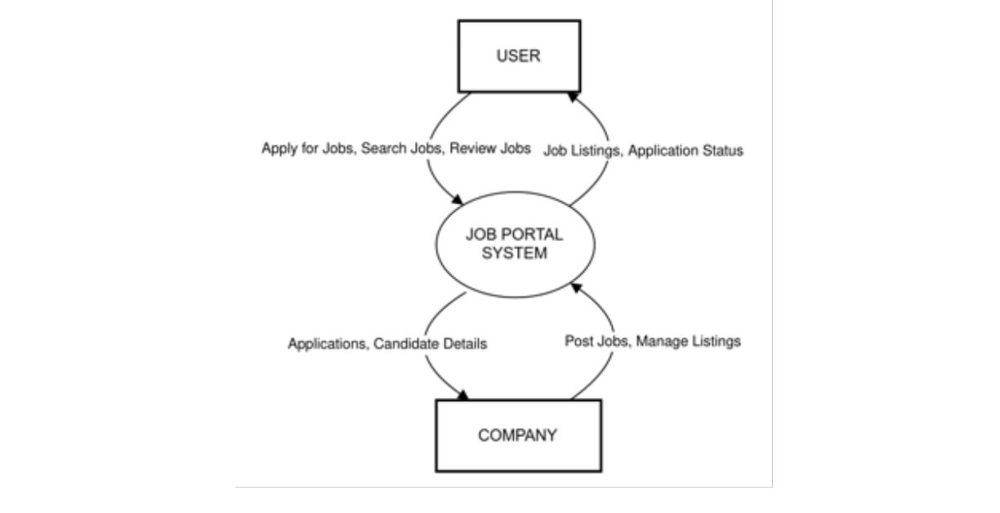 USER
Apply for Jobs, Search Jobs, Review Jobs
Job Listings, Application Status
JOB PORTAL
SYSTEM
Applications, Candidate Details
Post Jobs, Manage Listings
COMPANY